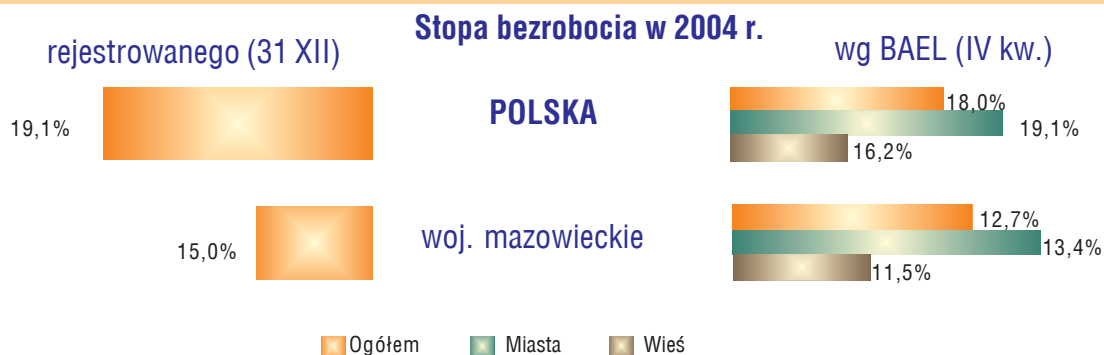 Stopa bezrobocia w 2004 r.
rejestrowanego (31 XII)
wg BAEL (IV kw.)
POLSKA
19,1%
18,0%
19,1%
16,2%
woj. mazowieckie
15,0%
12,7%
13,4%
11,5%
Ogółem Miasta Wieś